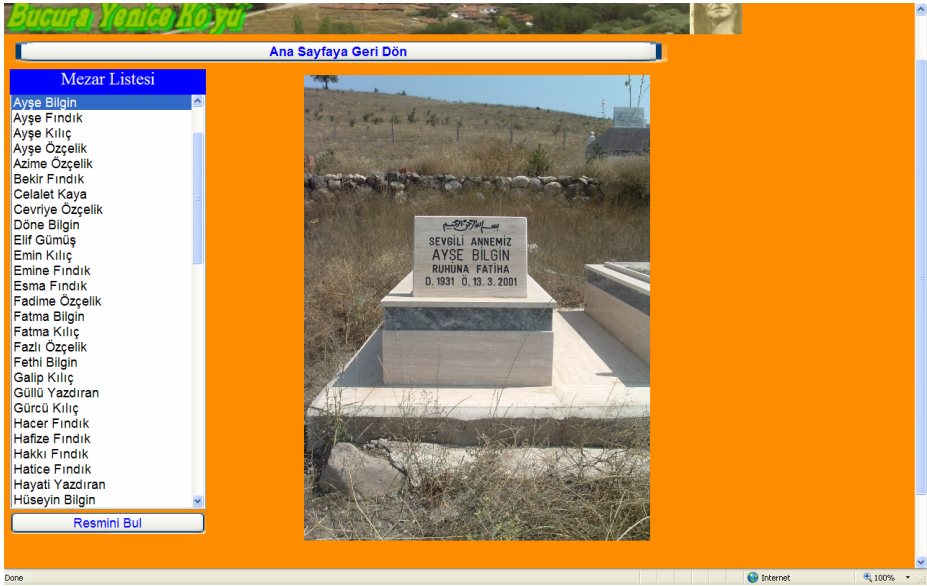 Bucura Yenice Köyü
Ana Sayfaya Geri Dön
Mezar Listesi
Ayşe Bilgin
Ayşe Fındık
Ayşe Kılıç
Ayşe Özçelik
Azime Özçelik
Bekir Fındık
Celalet Kaya
Cevriye Özçelik
Döne Bilgin
Elif Gümüş
Emin Kılıç
Emine Fındık
Esma Fındık
Fadime Özçelik
Fatma Bilgin
Fatma Kılıç
Fazlı Özçelik
Fethi Bilgin
Galip Kılıç
Güllü Yazdıran
Gürcü Kılıç
Hacer Fındık
Hafize Fındık
Hakkı Fındık
Hatice Fındık
Hayati Yazdıran
Hüseyin Bilgin
Resmini Bul
SEVGİLİ ANNEMİZ
AYŞE BİLGİN
RUHUNA FATİHA
D. 1931 Ö. 13. 3. 2001
Done
Internet
100%